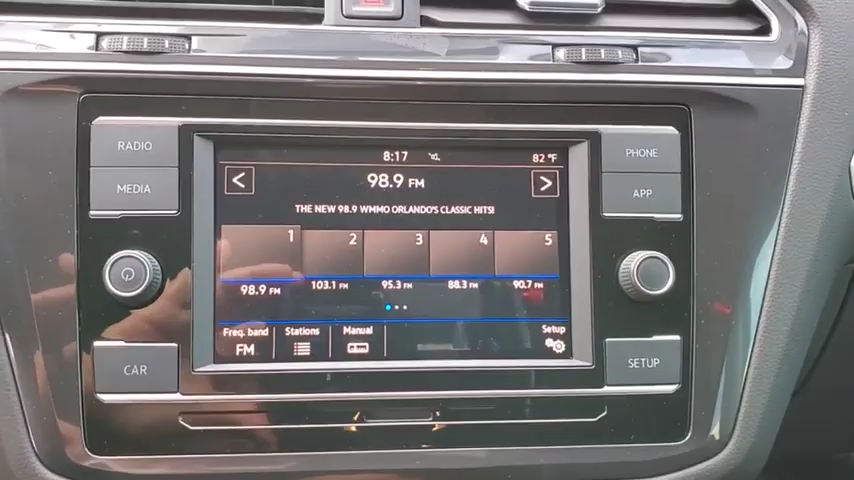 RADIO
MEDIA
CAR
8:17
82 °F
<
98.9 FM
>
THE NEW 98.9 WMMO ORLANDO'S CLASSIC HITS!
1 2 3 4 5
98.9 FM 103.1 FM 95.3 FM 88.3 FM 90.7 FM
Freq. band
FM
Stations
Manual
Setup
PHONE
APP
SETUP